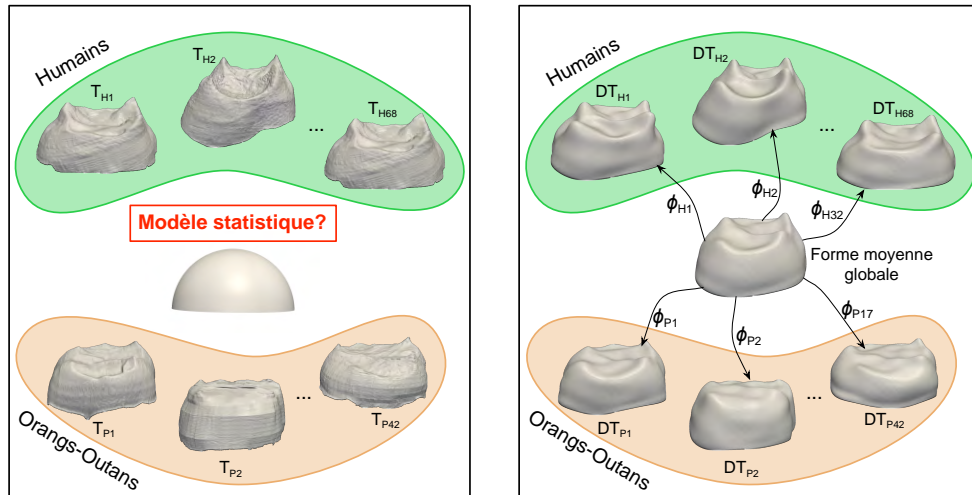 Humains
T_H1
T_H2
...
T_H68
Modèle statistique?
T_P1
T_P2
...
T_P42
Orangs-Outans
Humains
DT_H1
DT_H2
...
DT_H68
ϕ_H1
ϕ_H2
ϕ_H32
Forme moyenne
globale
ϕ_P1
ϕ_P2
ϕ_P17
DT_P1
DT_P2
...
DT_P42
Orangs-Outans